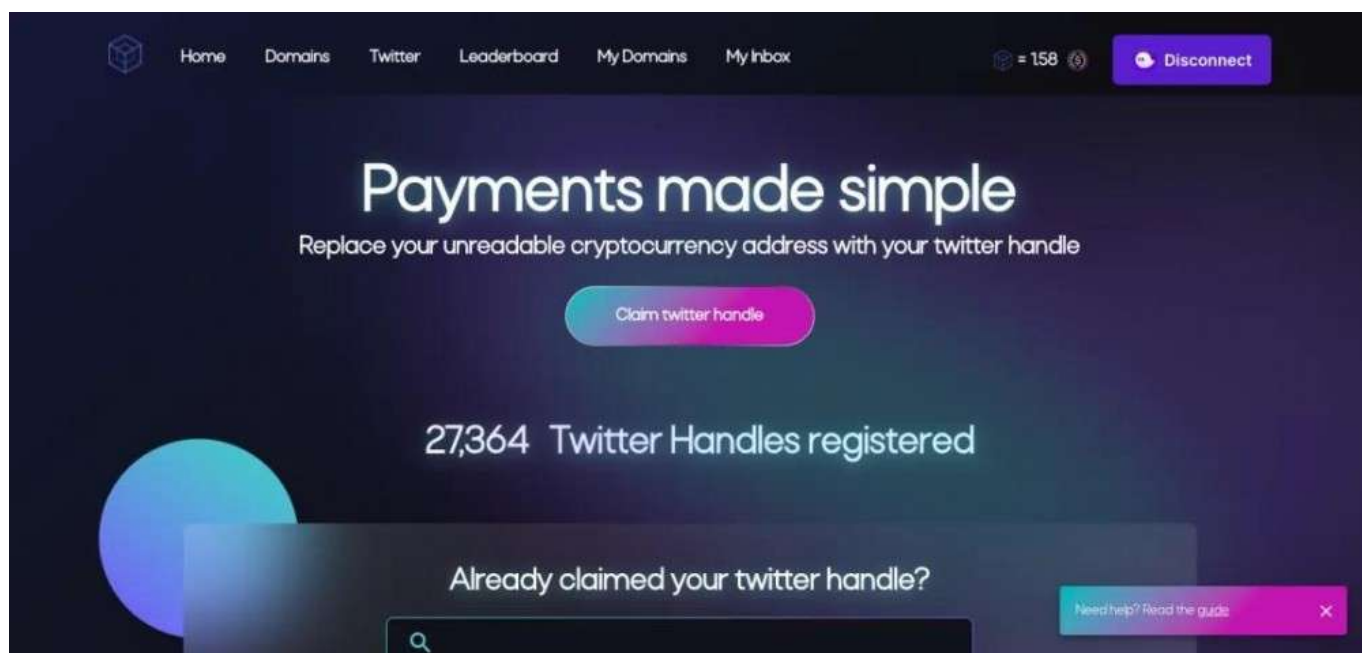 Home Domains Twitter Leaderboard My Domains My Inbox = 1.58 Disconnect
Payments made simple
Replace your unreadable cryptocurrency address with your twitter handle
Claim twitter handle
27,364 Twitter Handles registered
Already claimed your twitter handle?
Need help? Read the guide